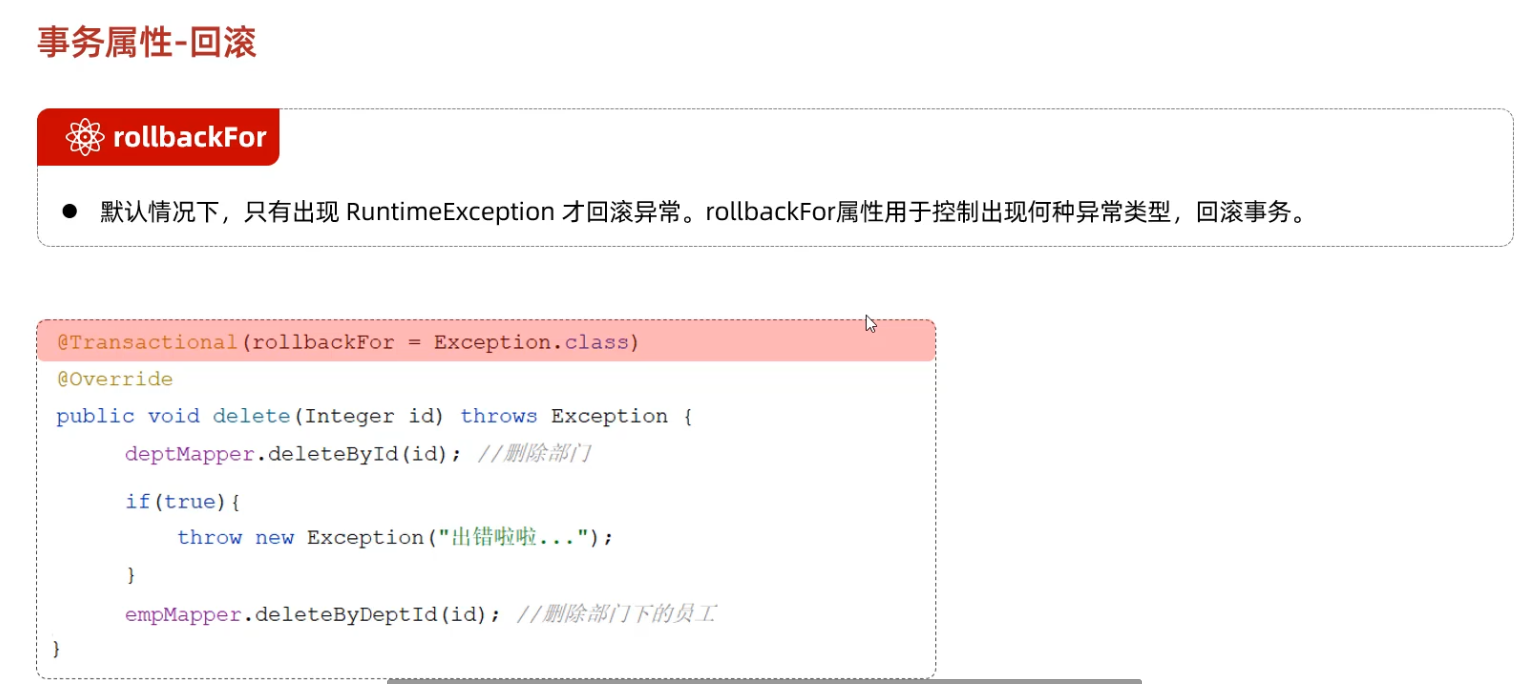 事务属性-回滚
rollbackFor
● 默认情况下，只有出现 RuntimeException 才回滚异常。rollbackFor属性用于控制出现何种异常类型，回滚事务。
@Transactional(rollbackFor = Exception.class)
@Override
public void delete(Integer id) throws Exception {
deptMapper.deleteById(id); //删除部门
if(true){
throw new Exception("出错啦啦...");
}
empMapper.deleteByDeptId(id); //删除部门下的员工
}